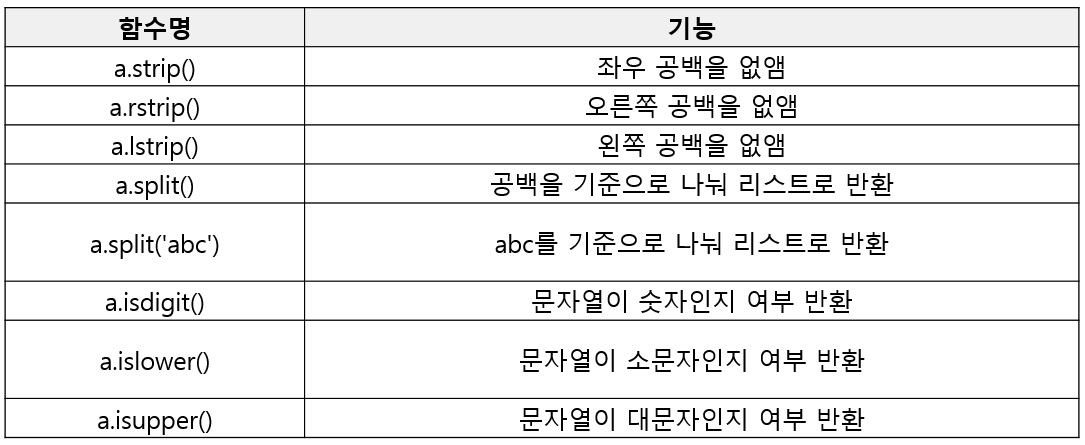 함수명 기능
a.strip() 좌우 공백을 없앰
a.rstrip() 오른쪽 공백을 없앰
a.lstrip() 왼쪽 공백을 없앰
a.split() 공백을 기준으로 나눠 리스트로 반환
a.split('abc') abc를 기준으로 나눠 리스트로 반환
a.isdigit() 문자열이 숫자인지 여부 반환
a.islower() 문자열이 소문자인지 여부 반환
a.isupper() 문자열이 대문자인지 여부 반환